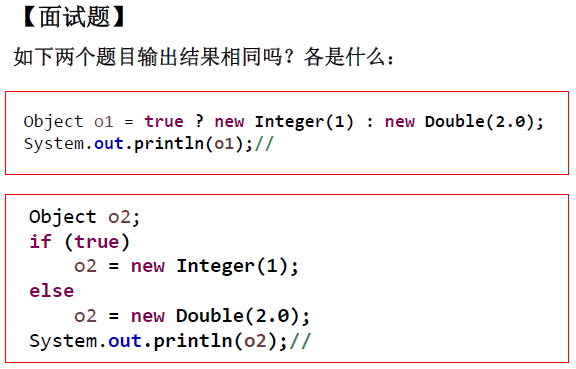 【面试题】
如下两个题目输出结果相同吗？各是什么：
Object o1 = true ? new Integer(1) : new Double(2.0);
System.out.println(o1);//
Object o2;
if (true)
    o2 = new Integer(1);
else
    o2 = new Double(2.0);
System.out.println(o2);//